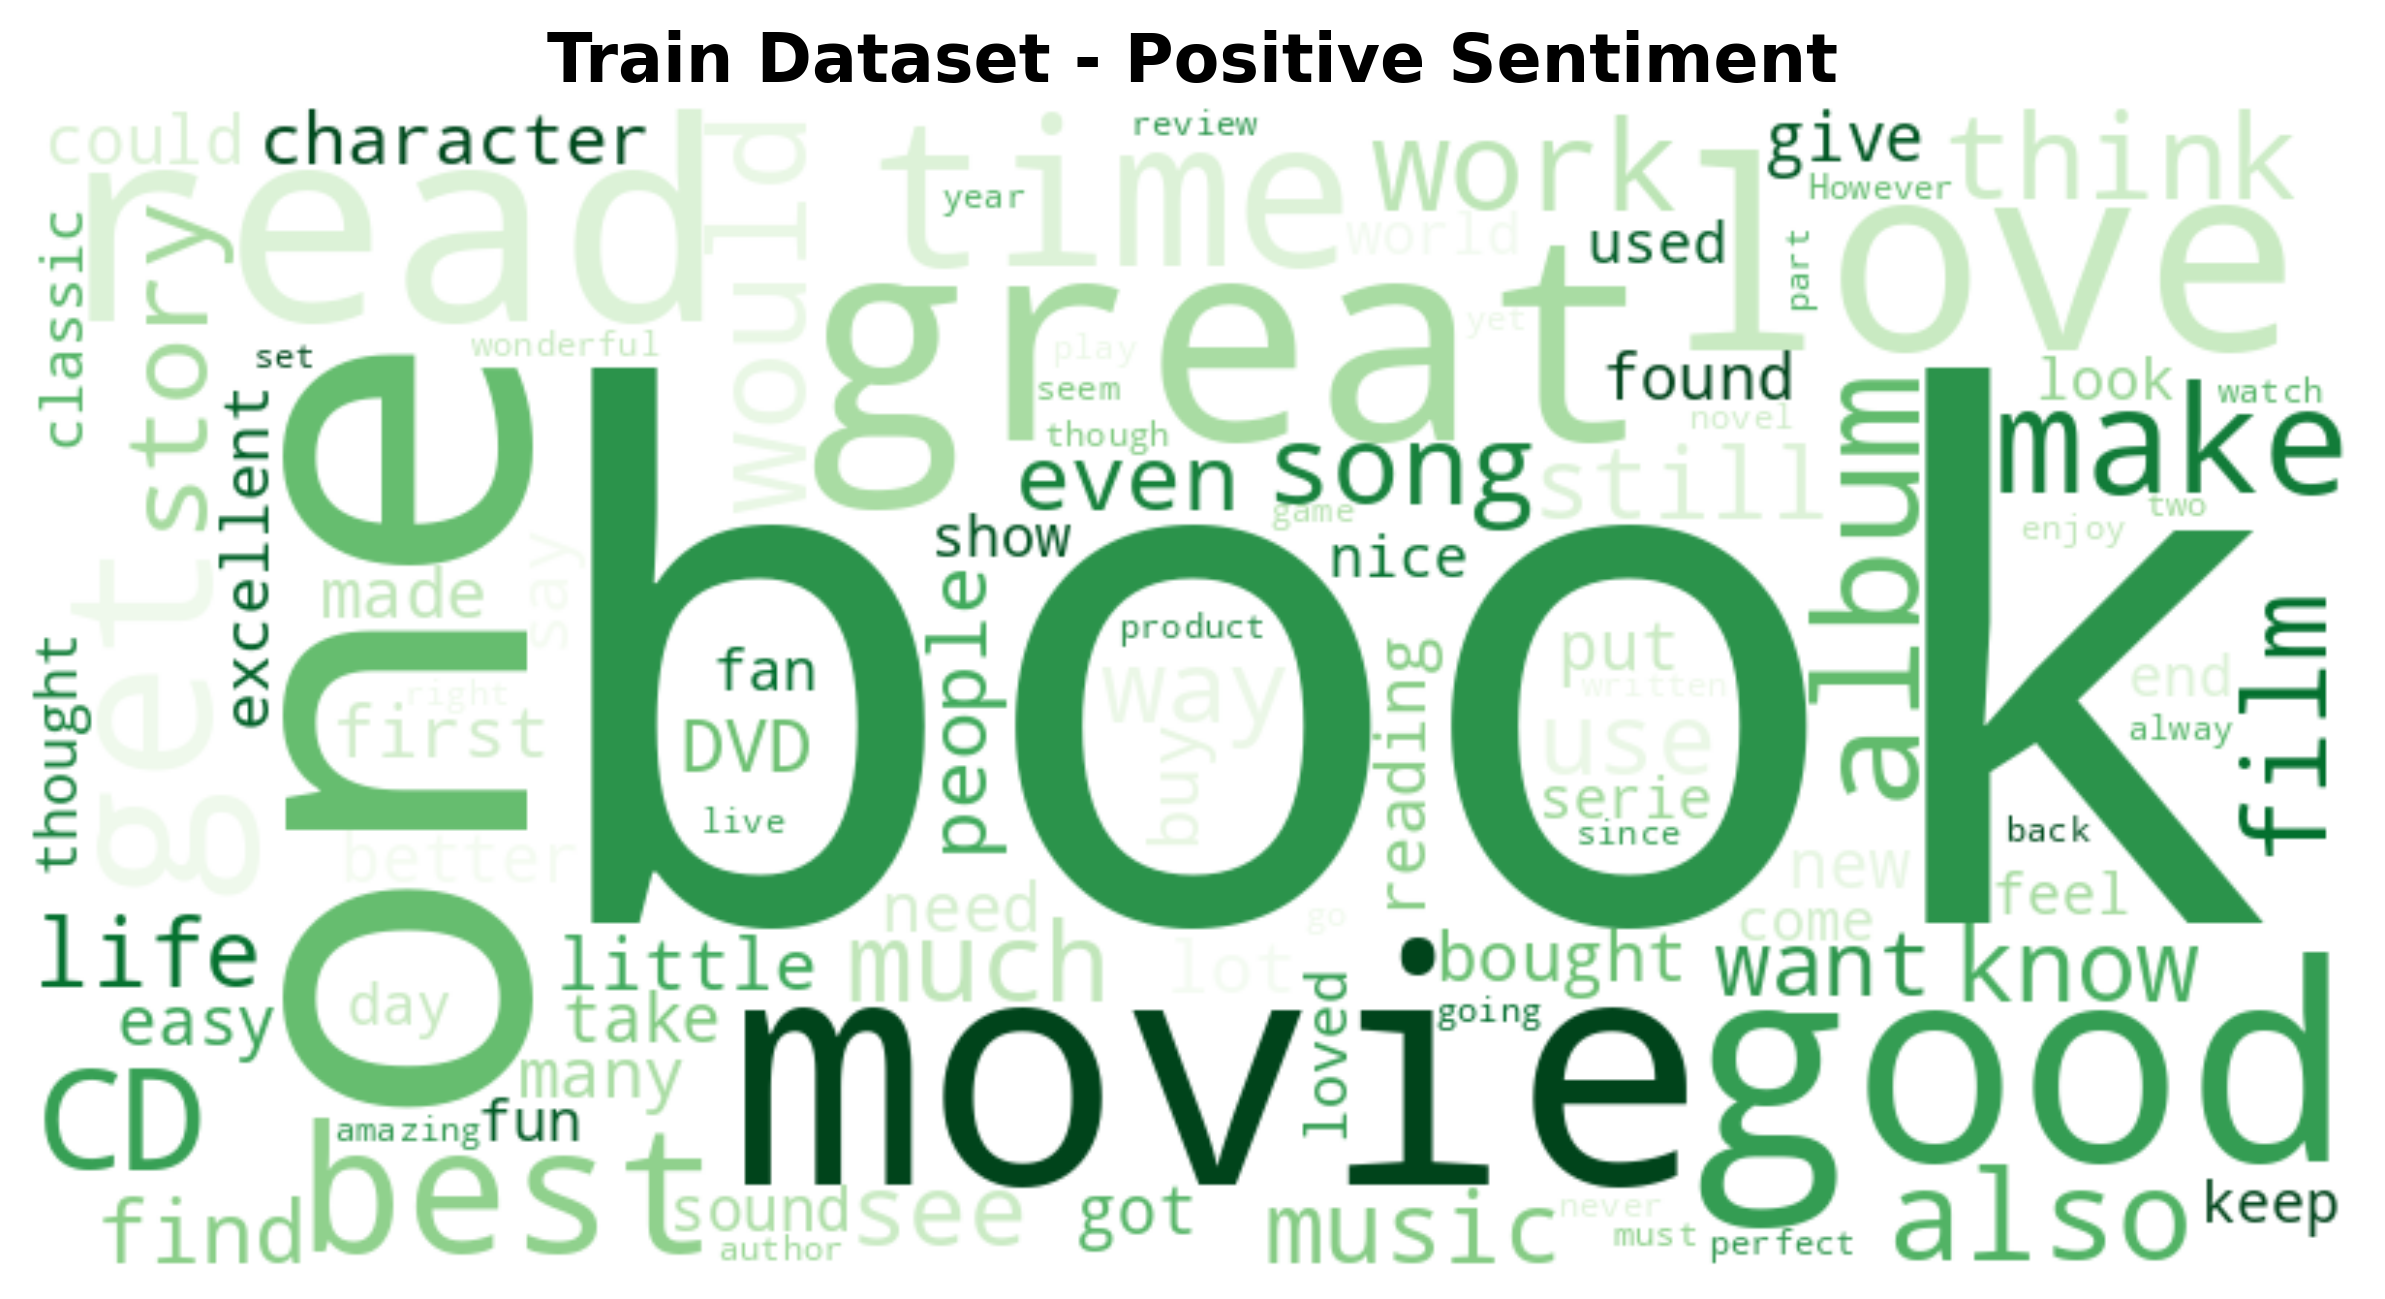 Train Dataset - Positive Sentiment
could
character
read
would
time
review
year
work
world
give
However
think
love
used
part
classic
story
set
wonderful
great
play
yet
seem
though
found
novel
look
watch
make
excellent
one
even
song
still
album
two
enjoy
show
game
nice
get
made
say
book
people
product
put
written
film
thought
right
first
fan
DVD
live
way
buy
reading
use
serie
since
end
alway
back
better
new
feel
life
need
go
come
little
much
lot
bought
want
know
easy
day
take
loved
going
good
many
movie
CD
amazing
fun
best
find
sound
see
author
got
music
never
must
perfect
also
keep